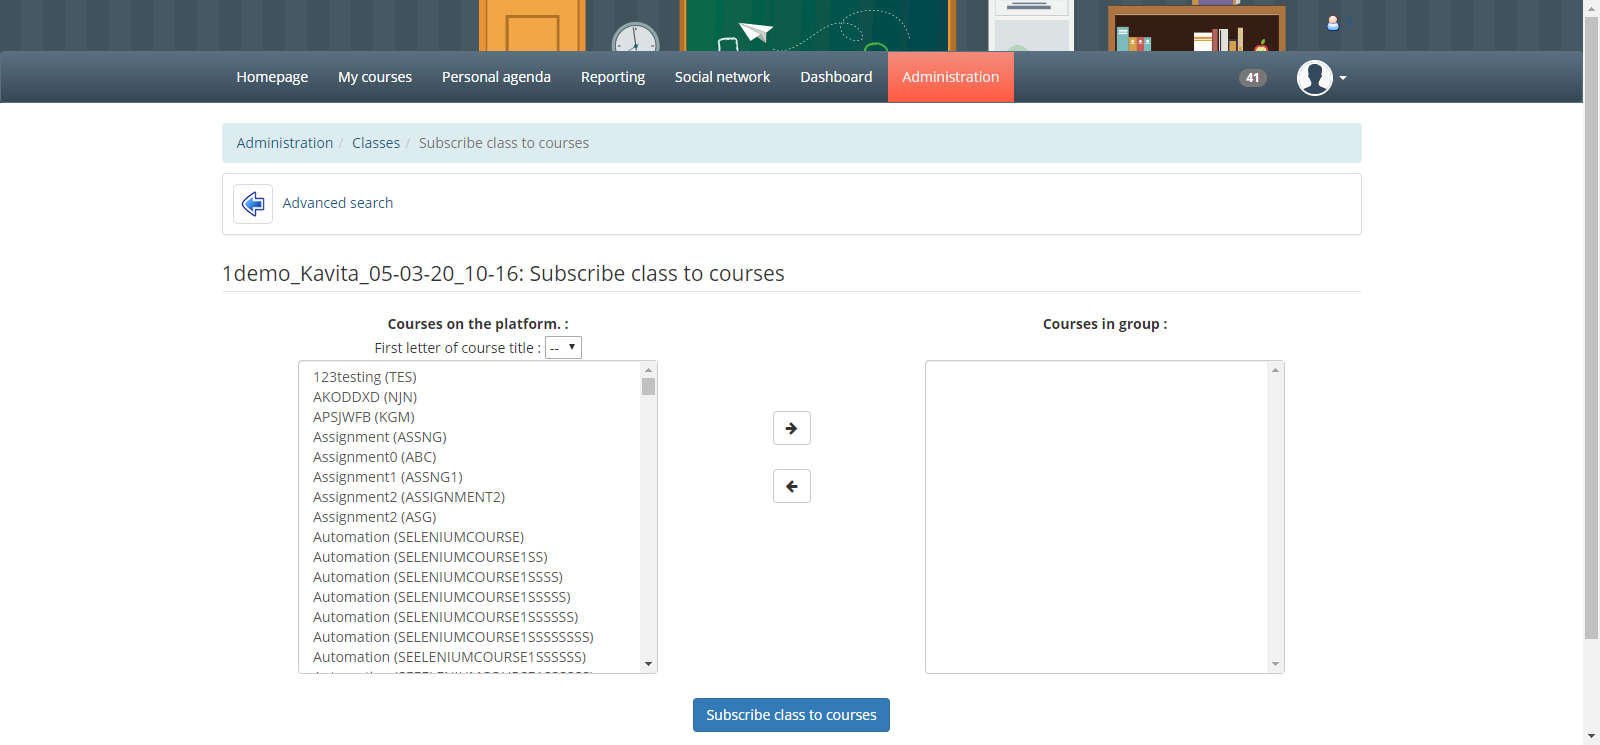 Homepage My courses Personal agenda Reporting Social network Dashboard Administration 41
Administration / Classes / Subscribe class to courses
Advanced search
1demo_Kavita_05-03-20_10-16: Subscribe class to courses
Courses on the platform. :
First letter of course title : --
123testing (TES)
AKODDXD (NJN)
APSJWFB (KGM)
Assignment (ASSNG)
Assignment0 (ABC)
Assignment1 (ASSNG1)
Assignment2 (ASSIGNMENT2)
Assignment2 (ASG)
Automation (SELENIUMCOURSE)
Automation (SELENIUMCOURSE1SS)
Automation (SELENIUMCOURSE1SSSS)
Automation (SELENIUMCOURSE1SSSSS)
Automation (SELENIUMCOURSE1SSSSSS)
Automation (SELENIUMCOURSE1SSSSSSSS)
Automation (SEELENIUMCOURSE1SSSSSS)
Courses in group :
Subscribe class to courses